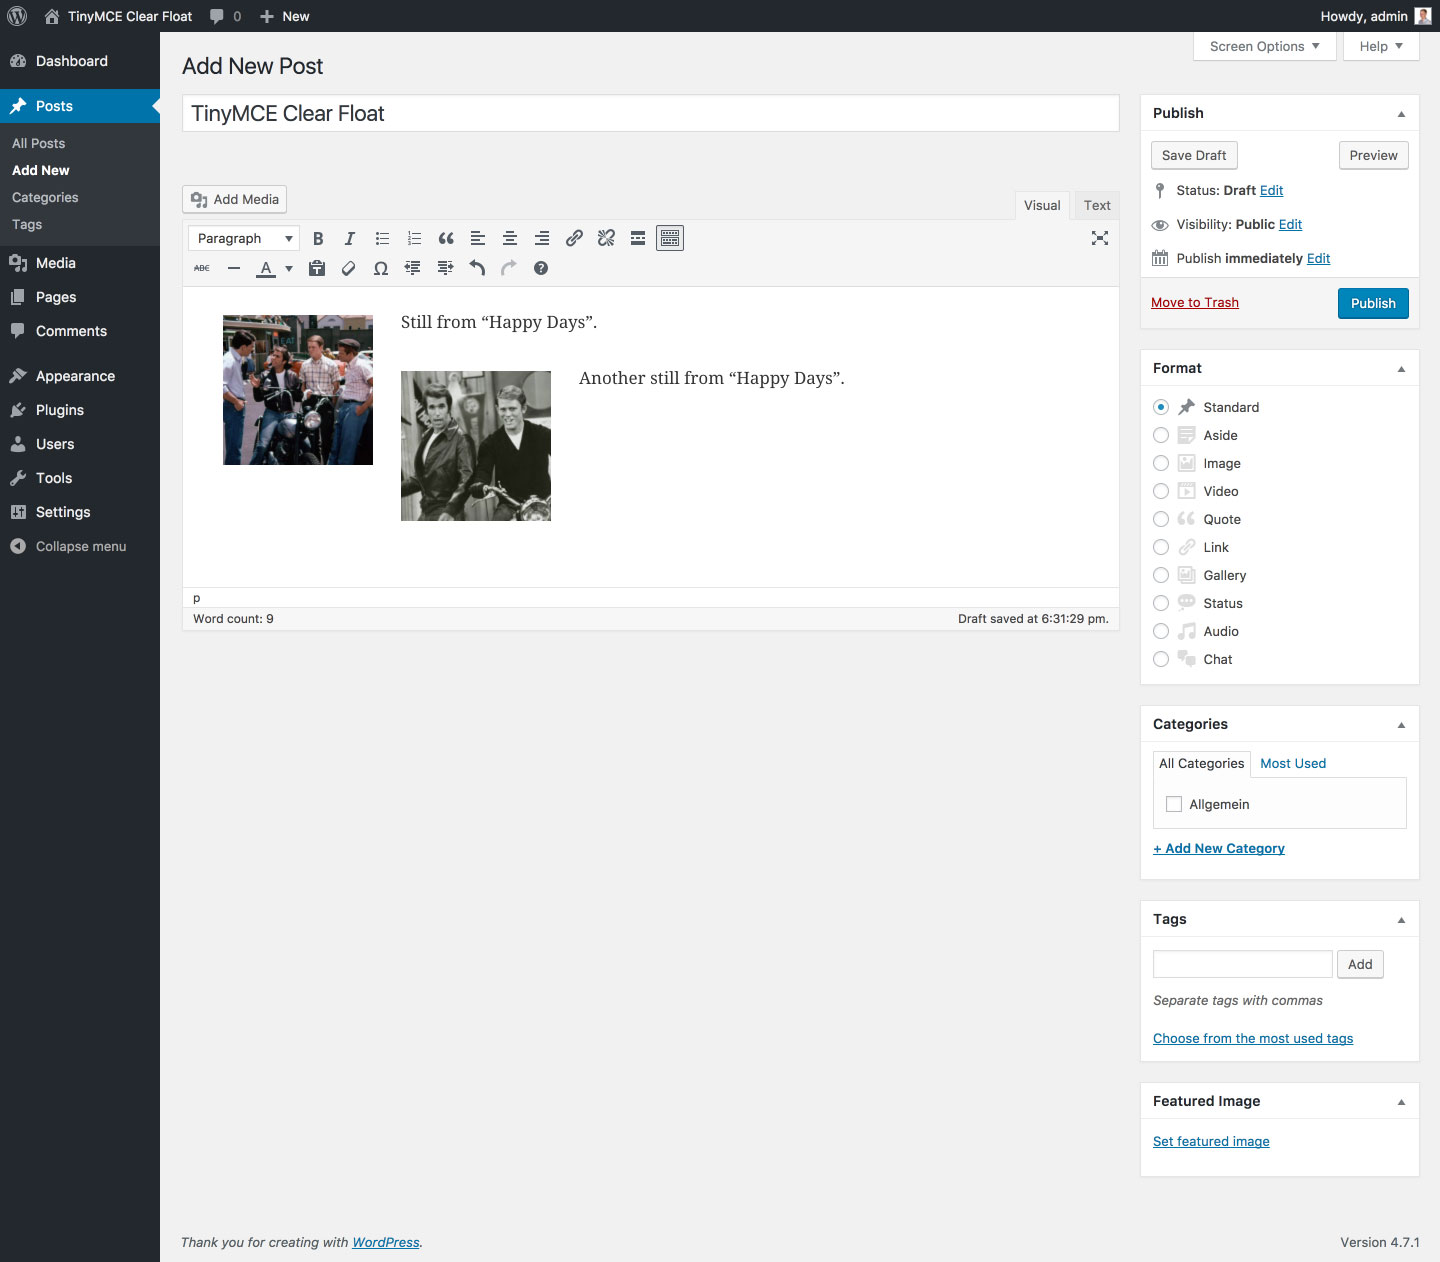 TinyMCE Clear Float
0
New
Howdy, admin
Dashboard
Posts
All Posts
Add New
Categories
Tags
Media
Pages
Comments
Appearance
Plugins
Users
Tools
Settings
Collapse menu
Screen Options
Help
Add New Post
TinyMCE Clear Float
Add Media
Visual
Text
Paragraph
B
I
ABC
A
Ω
Still from “Happy Days”.
EAT
Another still from “Happy Days”.
p
Word count: 9
Draft saved at 6:31:29 pm.
Publish
Save Draft
Preview
Status: Draft Edit
Visibility: Public Edit
Publish immediately Edit
Move to Trash
Publish
Format
Standard
Aside
Image
Video
Quote
Link
Gallery
Status
Audio
Chat
Categories
All Categories
Most Used
Allgemein
+ Add New Category
Tags
Add
Separate tags with commas
Choose from the most used tags
Featured Image
Set featured image
Thank you for creating with WordPress.
Version 4.7.1